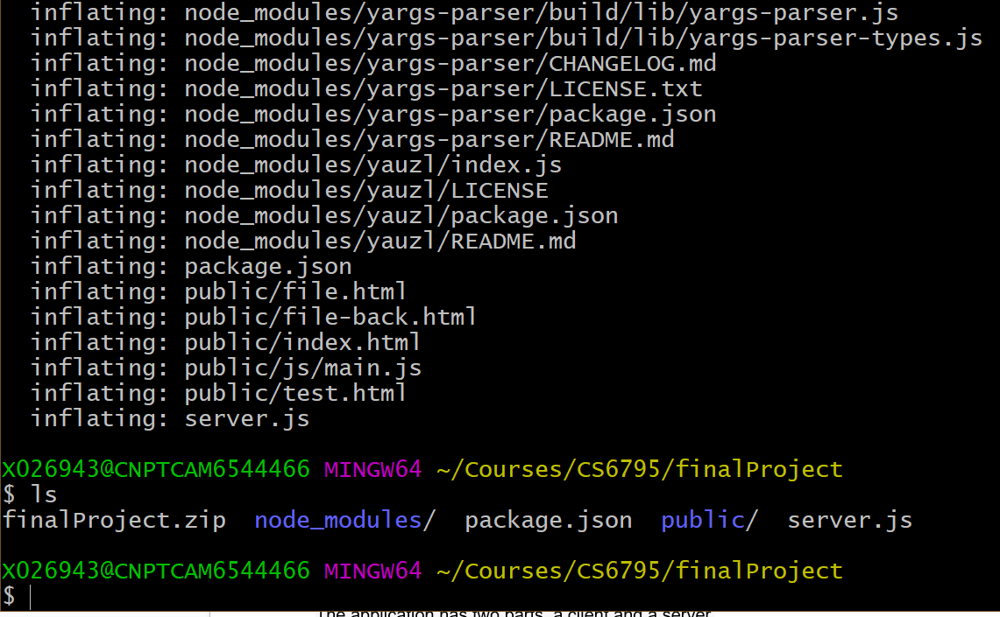 inflating: node_modules/yargs-parser/build/lib/yargs-parser.js
inflating: node_modules/yargs-parser/build/lib/yargs-parser-types.js
inflating: node_modules/yargs-parser/CHANGELOG.md
inflating: node_modules/yargs-parser/LICENSE.txt
inflating: node_modules/yargs-parser/package.json
inflating: node_modules/yargs-parser/README.md
inflating: node_modules/yauzl/index.js
inflating: node_modules/yauzl/LICENSE
inflating: node_modules/yauzl/package.json
inflating: node_modules/yauzl/README.md
inflating: package.json
inflating: public/file.html
inflating: public/file-back.html
inflating: public/index.html
inflating: public/js/main.js
inflating: public/test.html
inflating: server.js
X026943@CNPTCAM6544466 MINGW64 ~/Courses/CS6795/finalProject
$ ls
finalProject.zip node_modules/ package.json public/ server.js
X026943@CNPTCAM6544466 MINGW64 ~/Courses/CS6795/finalProject
$
The application has two parts, a client and a server